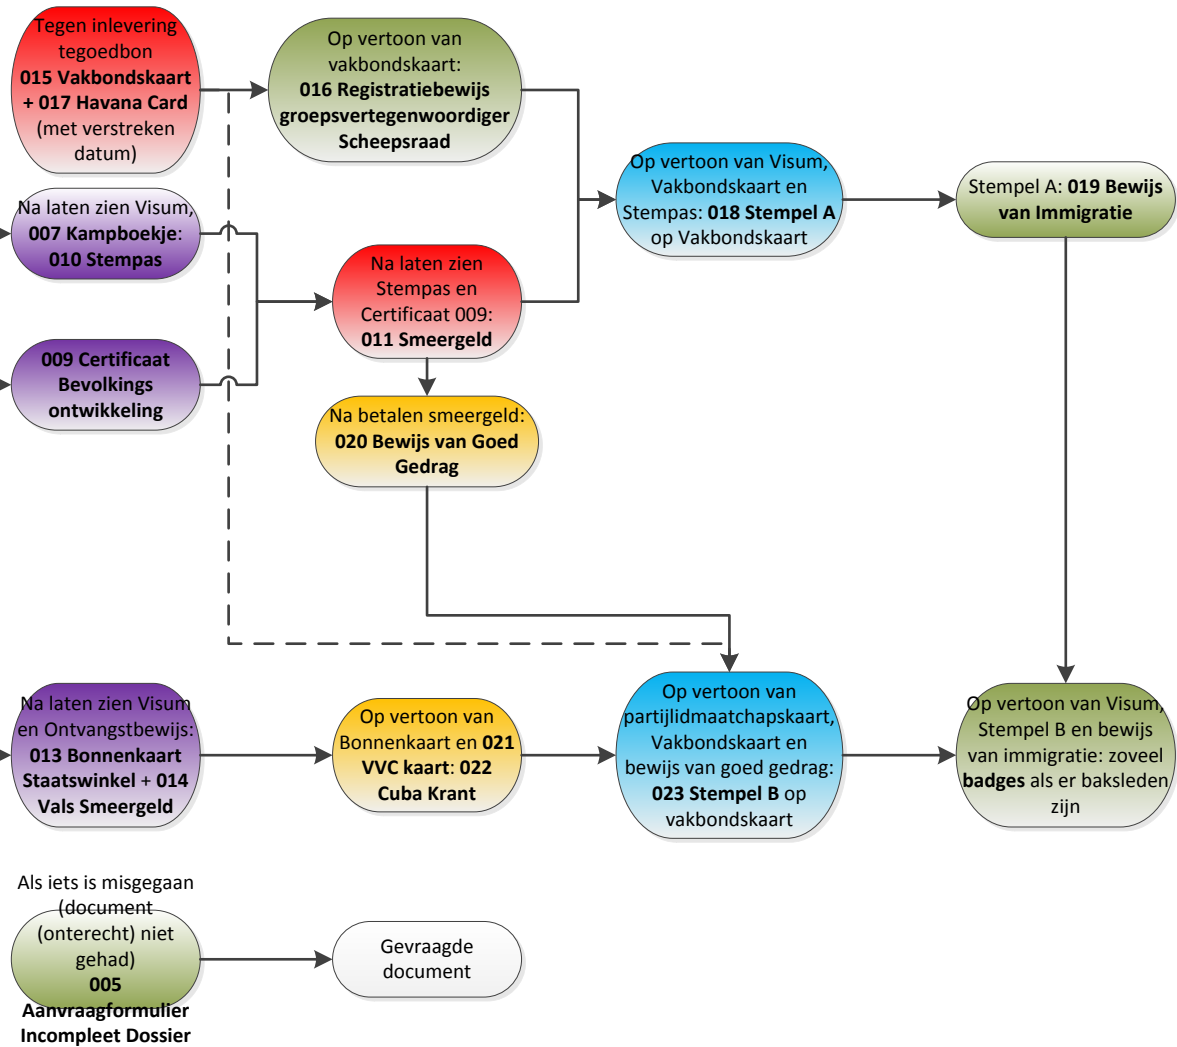 Tegen inlevering
tegoedbon
015 Vakbondskaart
+ 017 Havana Card
(met verstreken
datum)
Op vertoon van
vakbondskaart:
016 Registratiebewijs
groepsvertegenwoordiger
Scheepsraad
Op vertoon van Visum,
Vakbondskaart en
Stempas: 018 Stempel A
op Vakbondskaart
Stempel A: 019 Bewijs
van Immigratie
Na laten zien Visum,
007 Kampboekje:
010 Stempas
Na laten zien
Stempas en
Certificaat 009:
011 Smeergeld
009 Certificaat
Bevolkings
ontwikkeling
Na betalen smeergeld:
020 Bewijs van Goed
Gedrag
Na laten zien Visum
en Ontvangstbewijs:
013 Bonnenkaart
Staatswinkel + 014
Vals Smeergeld
Op vertoon van
Bonnenkaart en 021
VVC kaart: 022
Cuba Krant
Op vertoon van
partijlidmaatchapskaart,
Vakbondskaart en
bewijs van goed gedrag:
023 Stempel B op
vakbondskaart
Op vertoon van Visum,
Stempel B en bewijs
van immigratie: zoveel
badges als er baksleden
zijn
Als iets is misgegaan
(document
(onterecht) niet
gehad)
005
Aanvraagformulier
Incompleet Dossier
Gevraagde
document